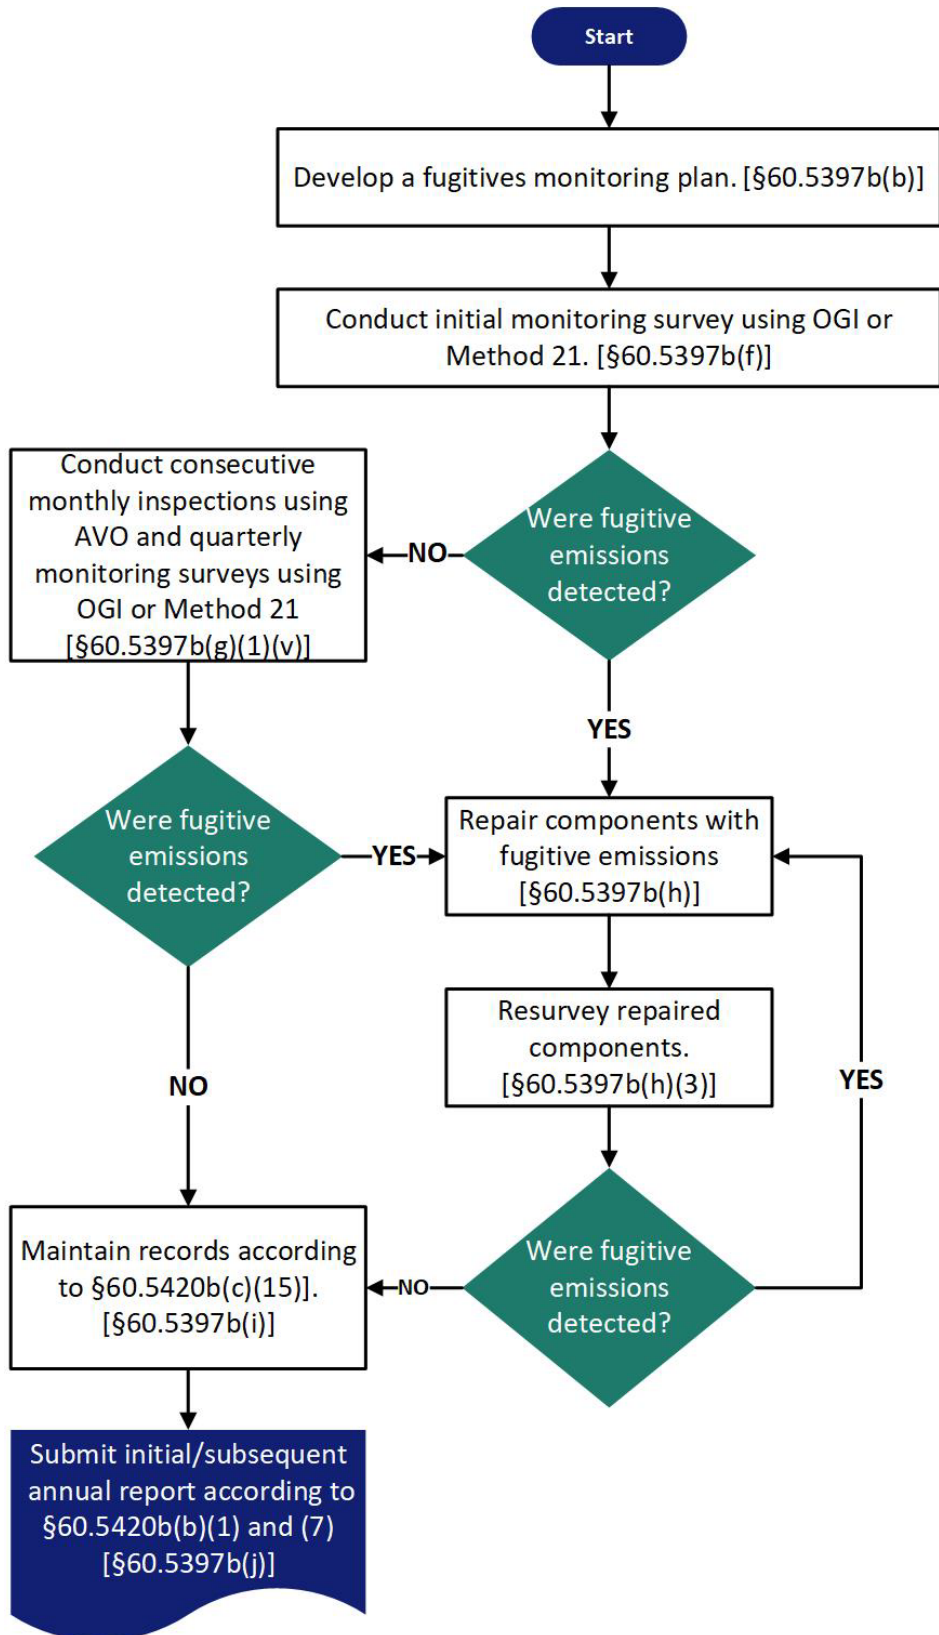 Start
Develop a fugitives monitoring plan. [§60.5397b(b)]
Conduct initial monitoring survey using OGI or
Method 21. [§60.5397b(f)]
Were fugitive
emissions
detected?
NO
Conduct consecutive
monthly inspections using
AVO and quarterly
monitoring surveys using
OGI or Method 21
[§60.5397b(g)(1)(v)]
YES
Were fugitive
emissions
detected?
YES
Repair components with
fugitive emissions
[§60.5397b(h)]
Resurvey repaired
components.
[§60.5397b(h)(3)]
YES
NO
Were fugitive
emissions
detected?
NO
Maintain records according
to §60.5420b(c)(15)].
[§60.5397b(i)]
Submit initial/subsequent
annual report according to
§60.5420b(b)(1) and (7)
[§60.5397b(j)]